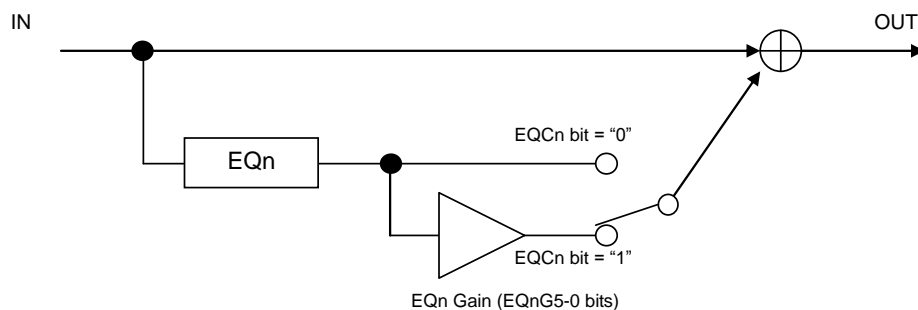 IN
OUT
EQCn bit = “0”
EQn
EQCn bit = “1”
EQn Gain (EQnG5-0 bits)